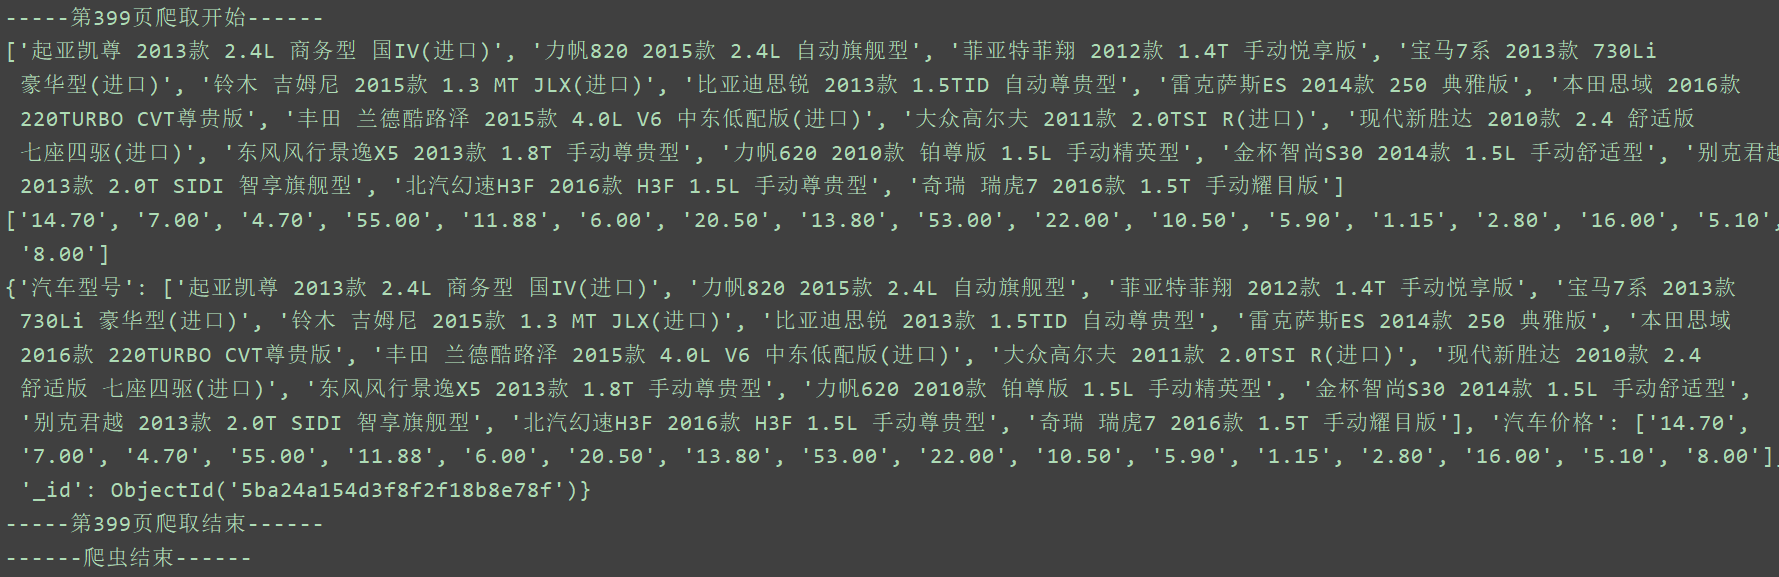 -----第399页爬取开始------
['起亚凯尊 2013款 2.4L 商务型 国IV(进口)', '力帆820 2015款 2.4L 自动旗舰型', '菲亚特菲翔 2012款 1.4T 手动悦享版', '宝马7系 2013款 730Li
豪华型(进口)', '铃木 吉姆尼 2015款 1.3 MT JLX(进口)', '比亚迪思锐 2013款 1.5TID 自动尊贵型', '雷克萨斯ES 2014款 250 典雅版', '本田思域 2016款
220TURBO CVT尊贵版', '丰田 兰德酷路泽 2015款 4.0L V6 中东低配版(进口)', '大众高尔夫 2011款 2.0TSI R(进口)', '现代新胜达 2010款 2.4 舒适版
七座四驱(进口)', '东风风行景逸X5 2013款 1.8T 手动尊贵型', '力帆620 2010款 铂尊版 1.5L 手动精英型', '金杯智尚S30 2014款 1.5L 手动舒适型', '别克君越
2013款 2.0T SIDI 智享旗舰型', '北汽幻速H3F 2016款 H3F 1.5L 手动尊贵型', '奇瑞 瑞虎7 2016款 1.5T 手动耀目版']
['14.70', '7.00', '4.70', '55.00', '11.88', '6.00', '20.50', '13.80', '53.00', '22.00', '10.50', '5.90', '1.15', '2.80', '16.00', '5.10',
'8.00']
{'汽车型号': ['起亚凯尊 2013款 2.4L 商务型 国IV(进口)', '力帆820 2015款 2.4L 自动旗舰型', '菲亚特菲翔 2012款 1.4T 手动悦享版', '宝马7系 2013款
730Li 豪华型(进口)', '铃木 吉姆尼 2015款 1.3 MT JLX(进口)', '比亚迪思锐 2013款 1.5TID 自动尊贵型', '雷克萨斯ES 2014款 250 典雅版', '本田思域
2016款 220TURBO CVT尊贵版', '丰田 兰德酷路泽 2015款 4.0L V6 中东低配版(进口)', '大众高尔夫 2011款 2.0TSI R(进口)', '现代新胜达 2010款 2.4
舒适版 七座四驱(进口)', '东风风行景逸X5 2013款 1.8T 手动尊贵型', '力帆620 2010款 铂尊版 1.5L 手动精英型', '金杯智尚S30 2014款 1.5L 手动舒适型',
'别克君越 2013款 2.0T SIDI 智享旗舰型', '北汽幻速H3F 2016款 H3F 1.5L 手动尊贵型', '奇瑞 瑞虎7 2016款 1.5T 手动耀目版'], '汽车价格': ['14.70',
'7.00', '4.70', '55.00', '11.88', '6.00', '20.50', '13.80', '53.00', '22.00', '10.50', '5.90', '1.15', '2.80', '16.00', '5.10', '8.00'],
'_id': ObjectId('5ba24a154d3f8f2f18b8e78f')}
-----第399页爬取结束------
------爬虫结束------